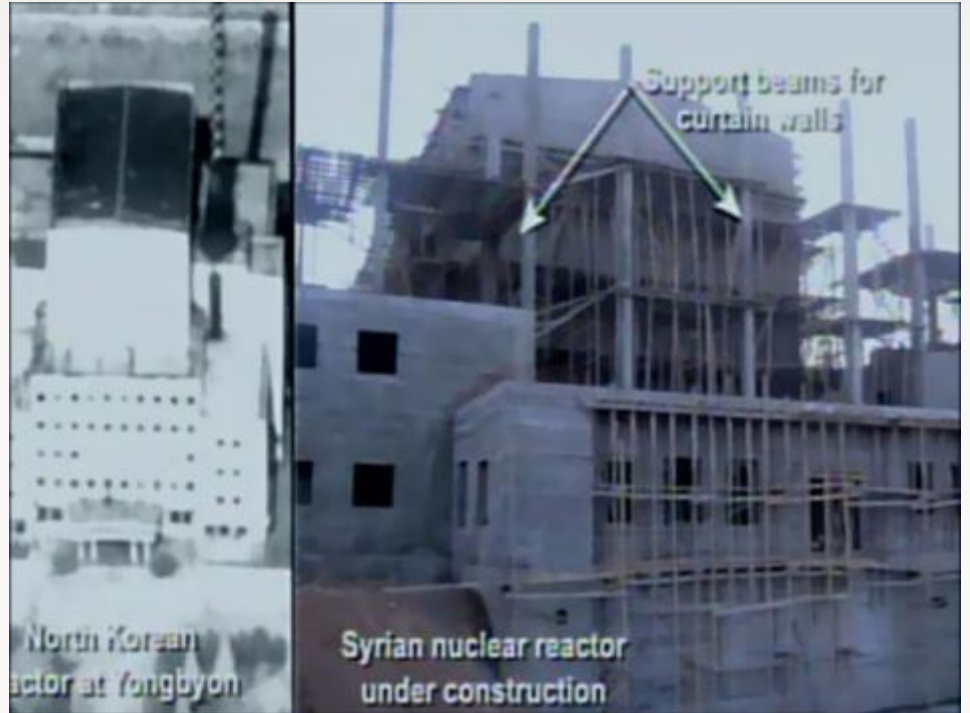 Support beams for
curtain walls
North Korean
actor at Yongbyon
Syrian nuclear reactor
under construction